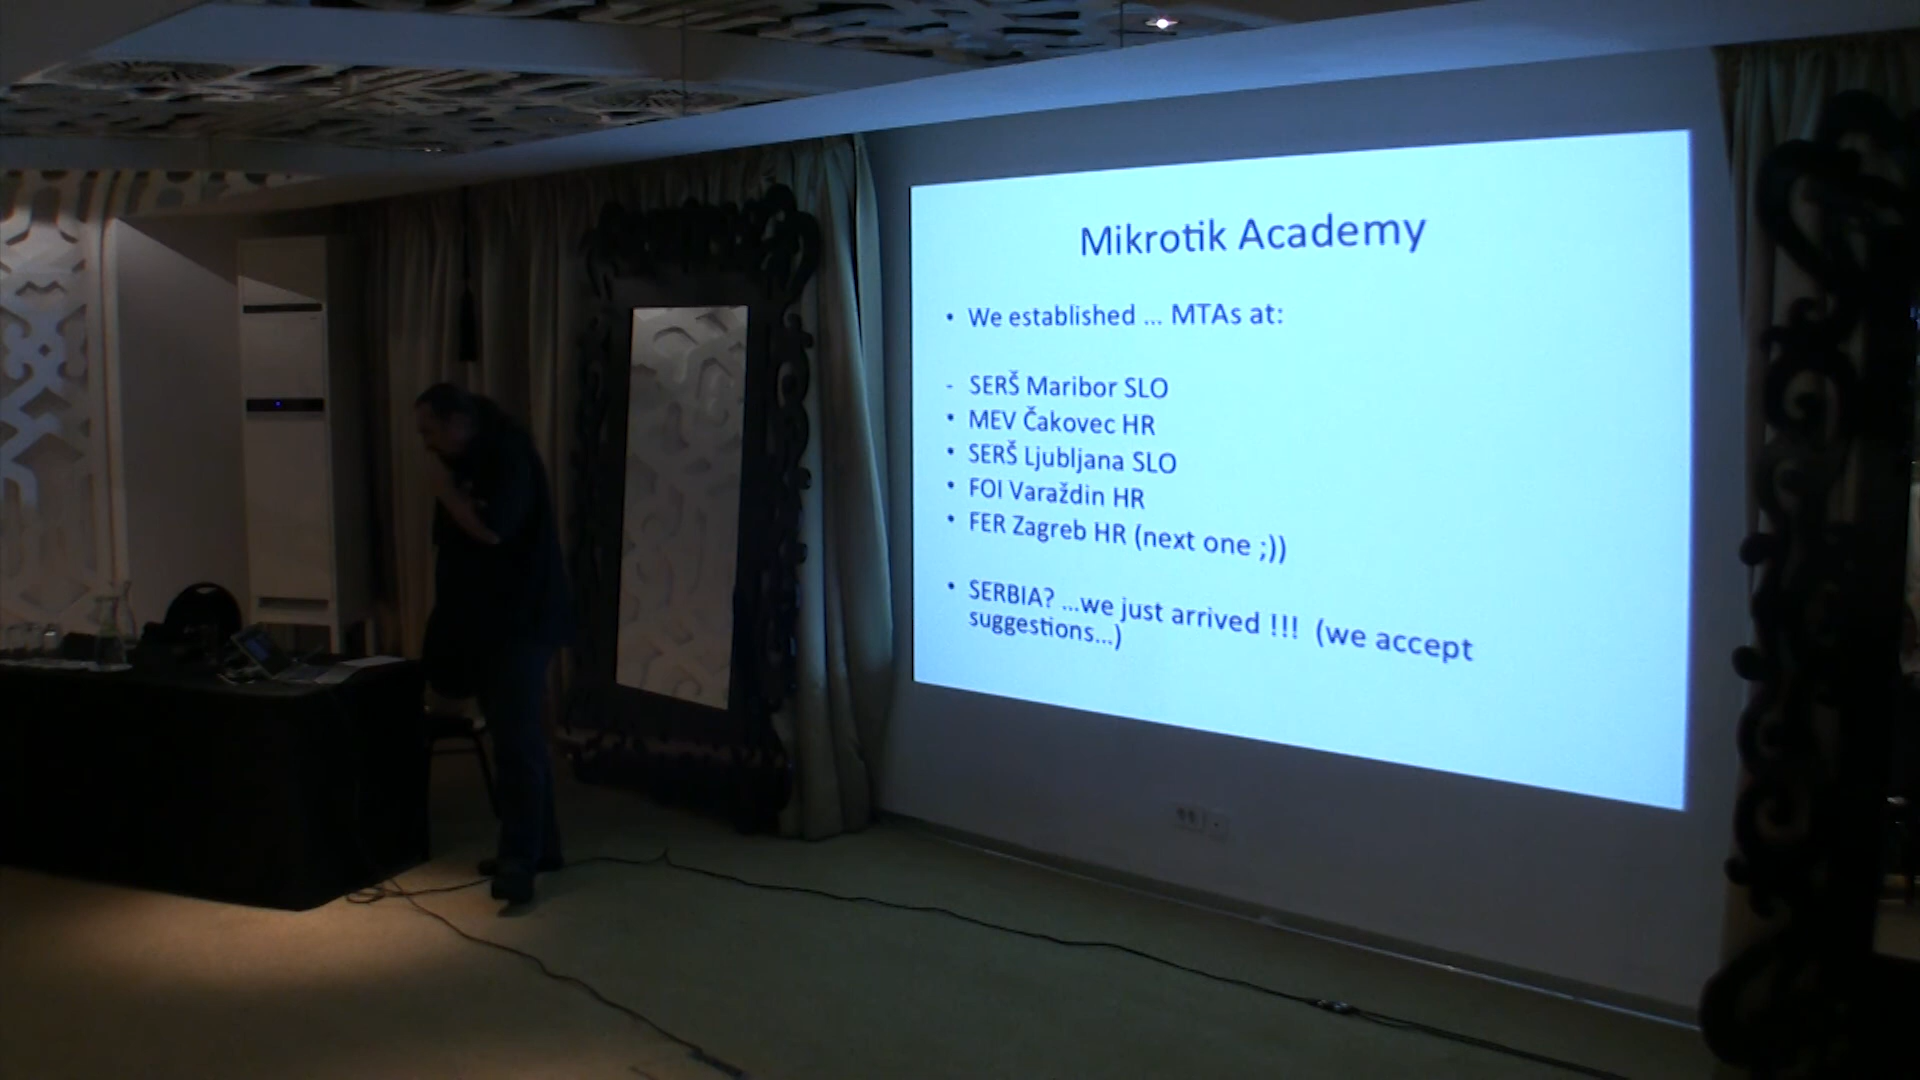 Mikrotik Academy
• We established ... MTAs at:
- SERŠ Maribor SLO
• MEV Čakovec HR
• SERŠ Ljubljana SLO
• FOI Varaždin HR
• FER Zagreb HR (next one ;))
• SERBIA? ...we just arrived !!! (we accept
suggestions...)